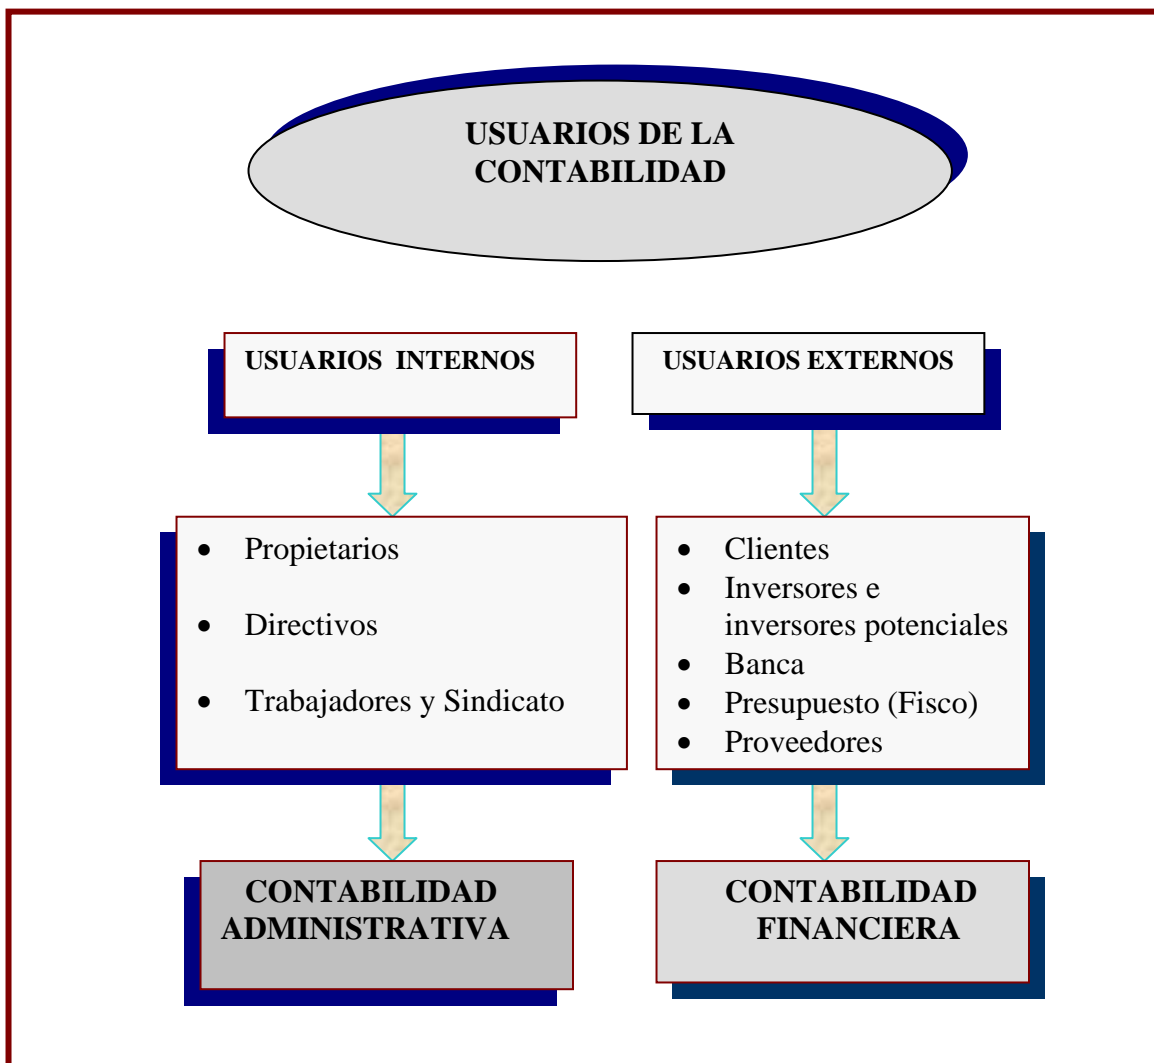 USUARIOS DE LA
CONTABILIDAD
USUARIOS INTERNOS
• Propietarios
• Directivos
• Trabajadores y Sindicato
CONTABILIDAD
ADMINISTRATIVA
USUARIOS EXTERNOS
• Clientes
• Inversores e
inversores potenciales
• Banca
• Presupuesto (Fisco)
• Proveedores
CONTABILIDAD
FINANCIERA